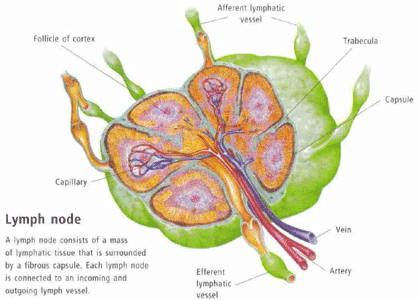 Afferent lymphatic
vessel
Follicle of cortex
Trabecula
Capsule
Capillary
Lymph node
A lymph node consists of a mass
of lymphatic tissue that is surrounded
by a fibrous capsule. Each lymph node
is connected to an incoming and
outgoing lymph vessel.
Vein
Artery
Efferent
lymphatic
vessel